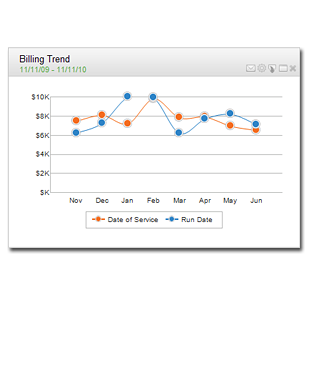 Billing Trend
11/11/09 - 11/11/10
$10K
$8K
$6K
$4K
$2K
$K
Nov Dec Jan Feb Mar Apr May Jun
Date of Service Run Date